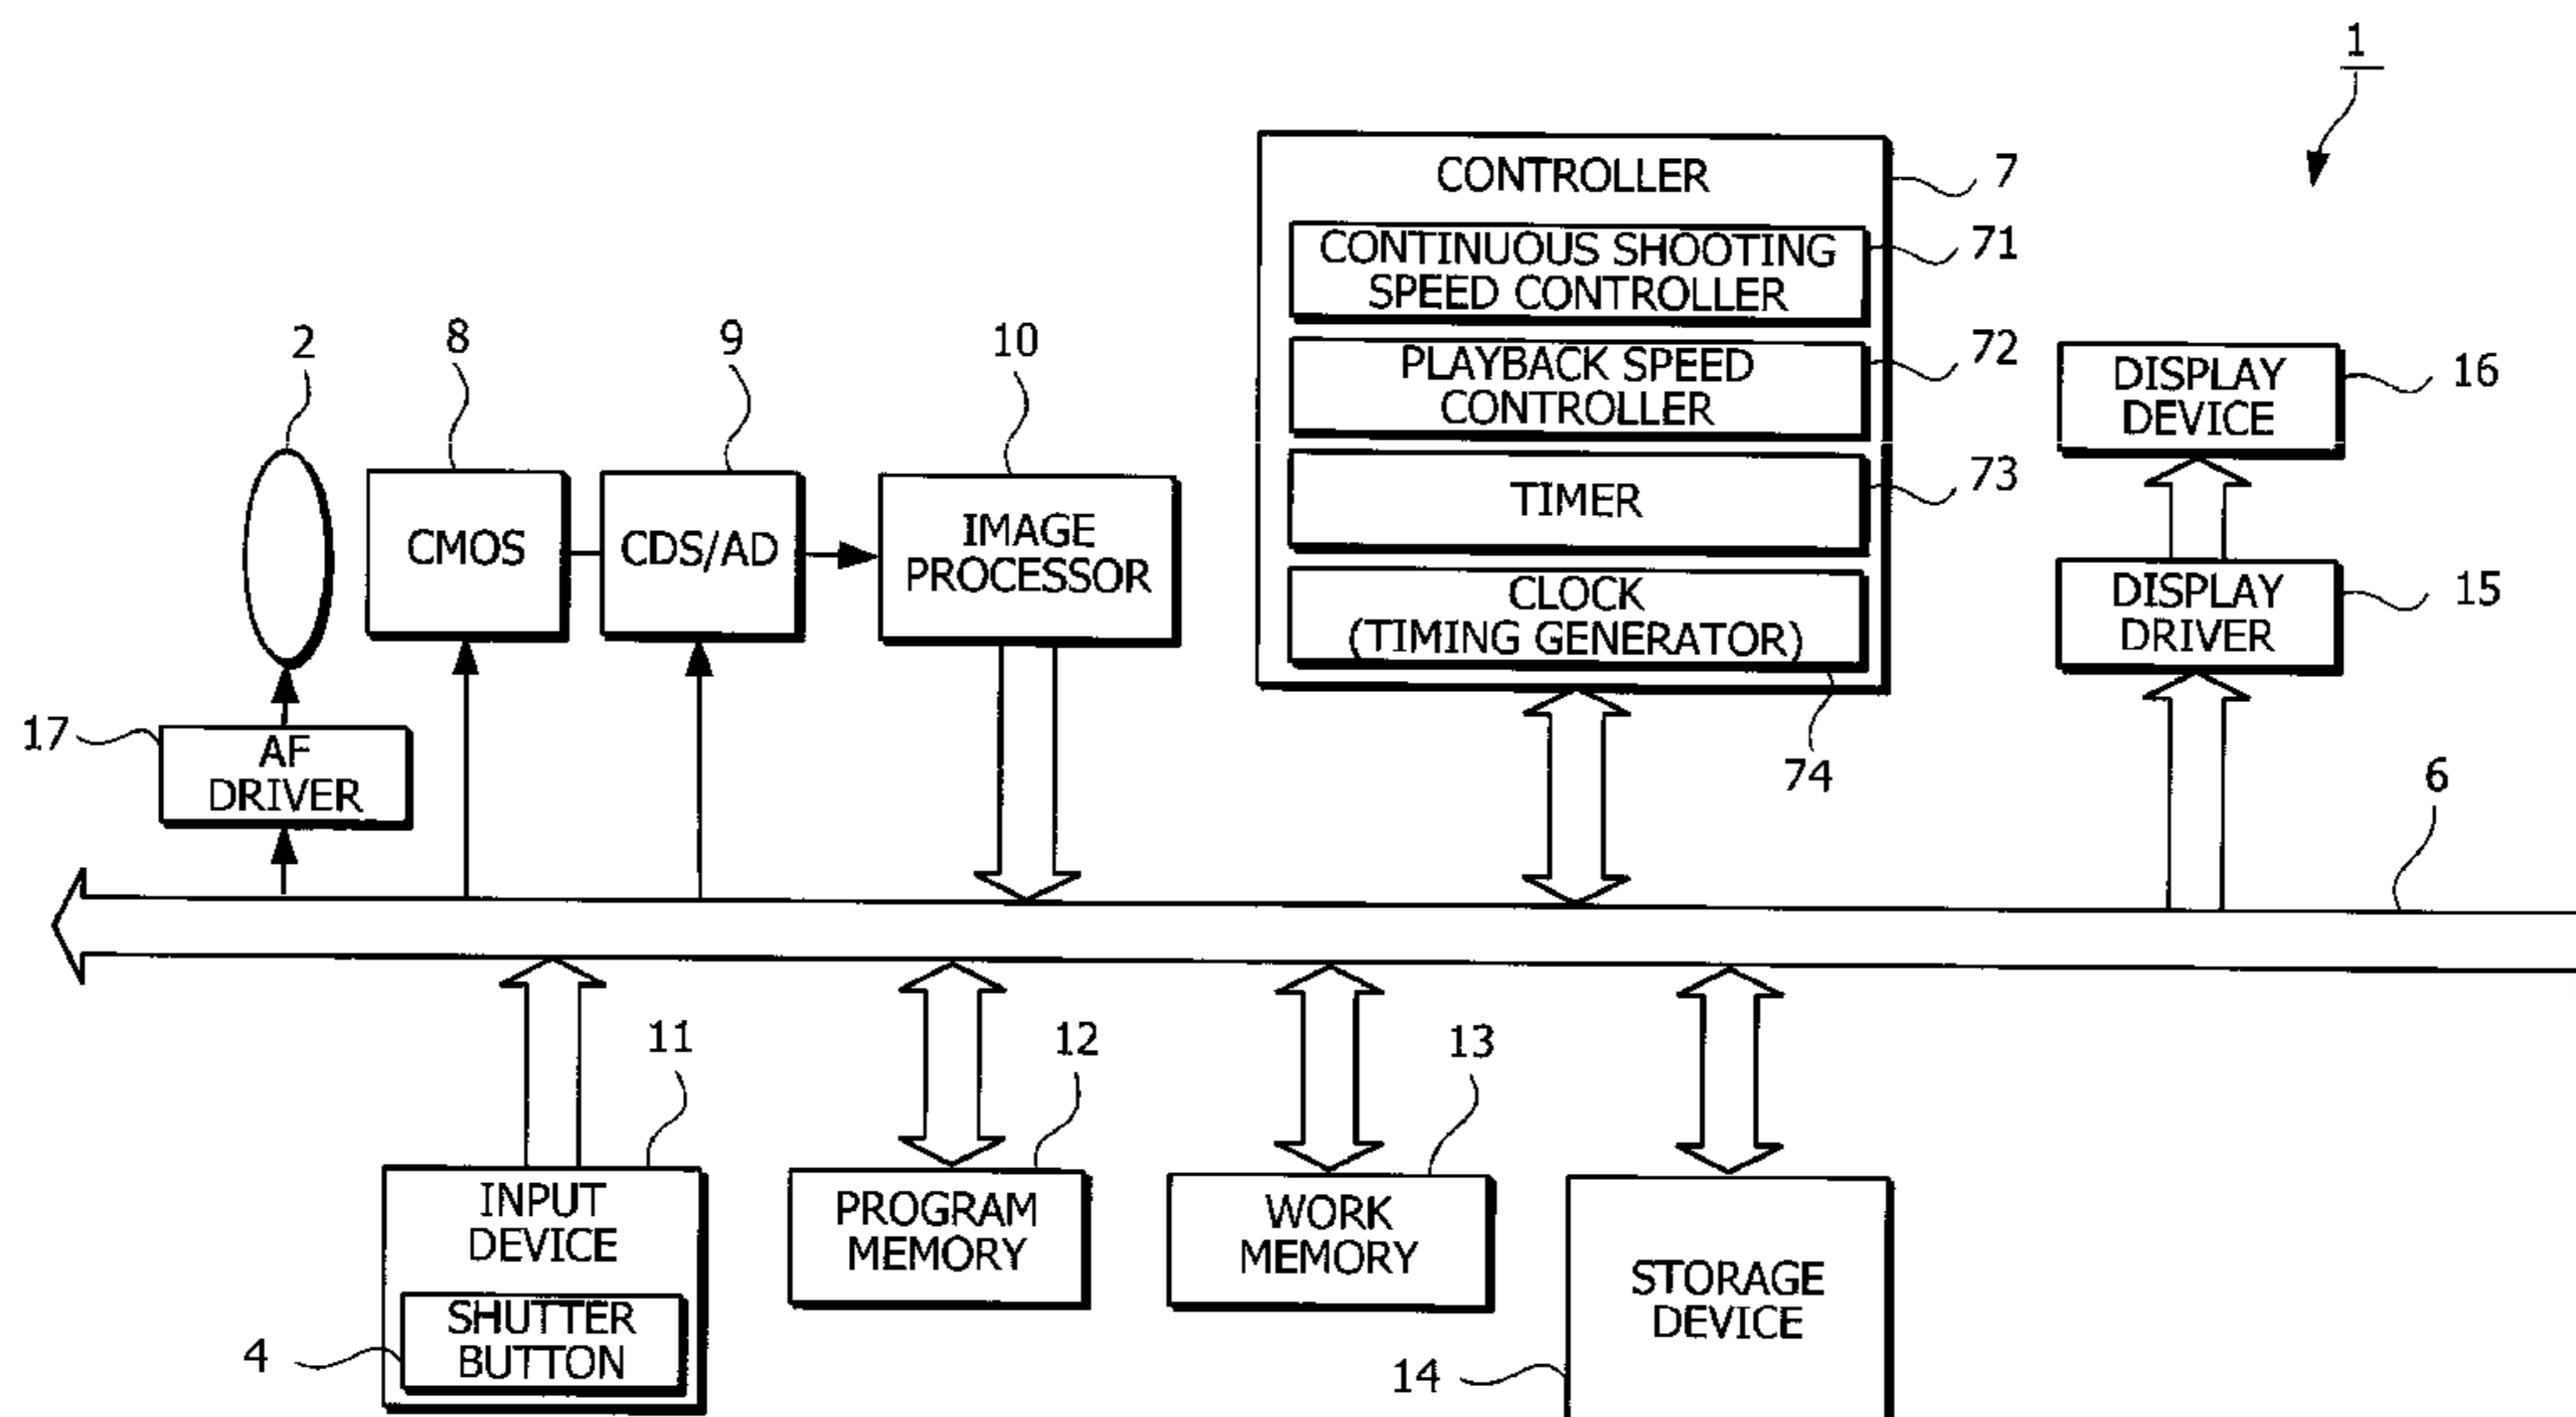 1
CONTROLLER
7
CONTINUOUS SHOOTING
SPEED CONTROLLER
71
PLAYBACK SPEED
CONTROLLER
72
TIMER
73
CLOCK
(TIMING GENERATOR)
74
2
8
9
10
CMOS
CDS/AD
IMAGE
PROCESSOR
DISPLAY
DEVICE
16
DISPLAY
DRIVER
15
17
AF
DRIVER
6
11
12
13
INPUT
DEVICE
SHUTTER
BUTTON
4
PROGRAM
MEMORY
WORK
MEMORY
STORAGE
DEVICE
14